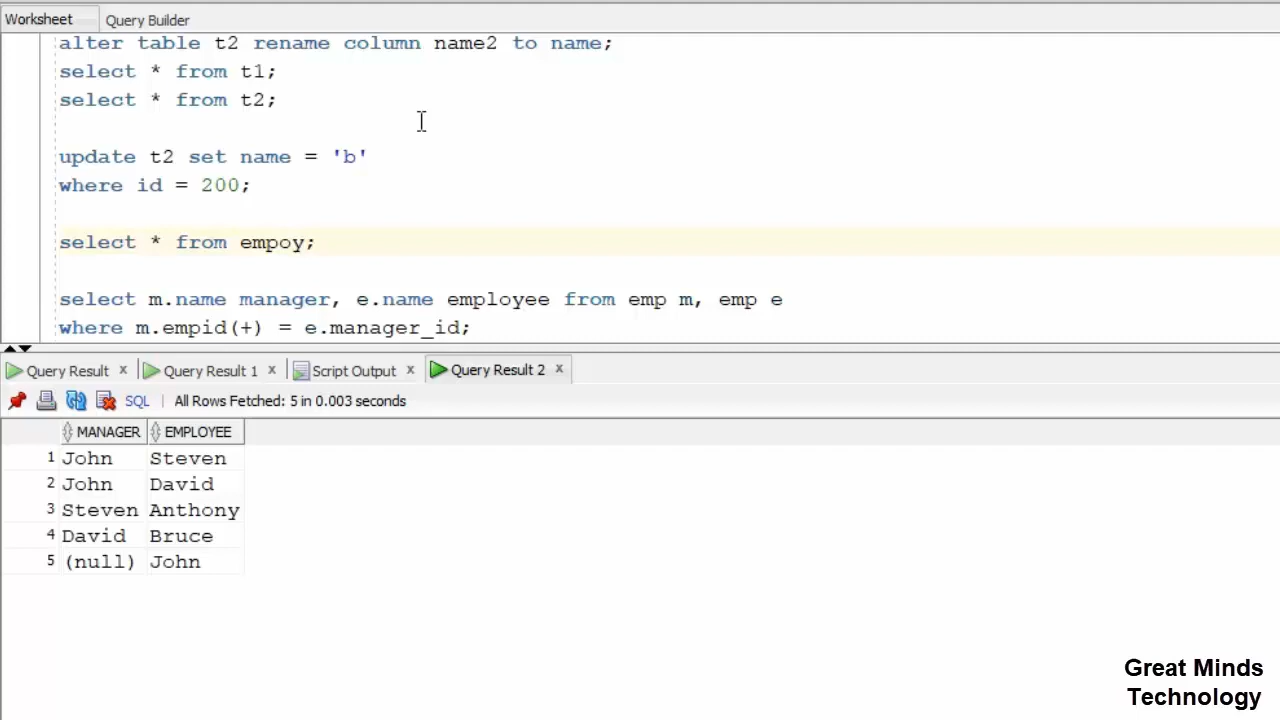 Worksheet Query Builder
alter table t2 rename column name2 to name;
select * from t1;
select * from t2;
update t2 set name = 'b'
where id = 200;
select * from empoy;
select m.name manager, e.name employee from emp m, emp e
where m.empid(+) = e.manager_id;
Query Result x Query Result 1 x Script Output x Query Result 2 x
SQL | All Rows Fetched: 5 in 0.003 seconds
MANAGER EMPLOYEE
1 John Steven
2 John David
3 Steven Anthony
4 David Bruce
5 (null) John
Great Minds
Technology